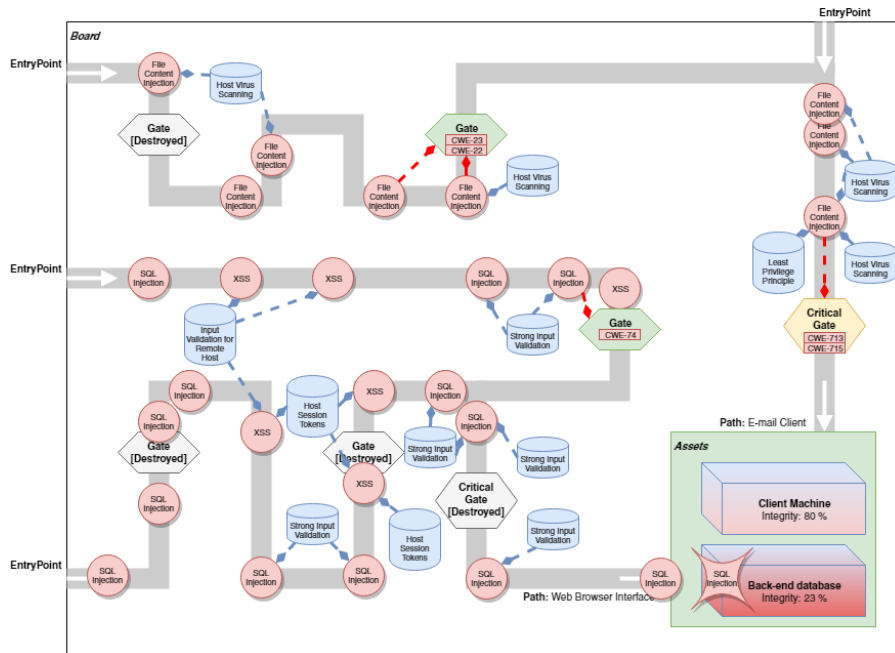 EntryPoint
Board
EntryPoint
File
Content
Injection
Host Virus
Scanning
Gate
[Destroyed]
File
Content
Injection
File
Content
Injection
Gate
CWE-23
CWE-22
File
Content
Injection
File
Content
Injection
Host Virus
Scanning
File
Content
Injection
File
Content
Injection
Host Virus
Scanning
File
Content
Injection
Least
Privilege
Principle
Host Virus
Scanning
Critical
Gate
CWE-713
CWE-715
EntryPoint
SQL
Injection
XSS
XSS
SQL
Injection
SQL
Injection
XSS
Input
Validation for
Remote
Host
Strong Input
Validation
Gate
CWE-74
SQL
Injection
SQL
Injection
Gate
[Destroyed]
XSS
Host
Session
Tokens
XSS
SQL
Injection
SQL
Injection
Gate
[Destroyed]
Strong Input
Validation
Strong Input
Validation
XSS
Critical
Gate
[Destroyed]
SQL
Injection
Strong Input
Validation
Host
Session
Tokens
Strong Input
Validation
EntryPoint
SQL
Injection
SQL
Injection
SQL
Injection
SQL
Injection
SQL
Injection
Path: Web Browser Interface
Path: E-mail Client
Assets
Client Machine
Integrity: 80 %
SQL
Injection
Back-end database
Integrity: 23 %